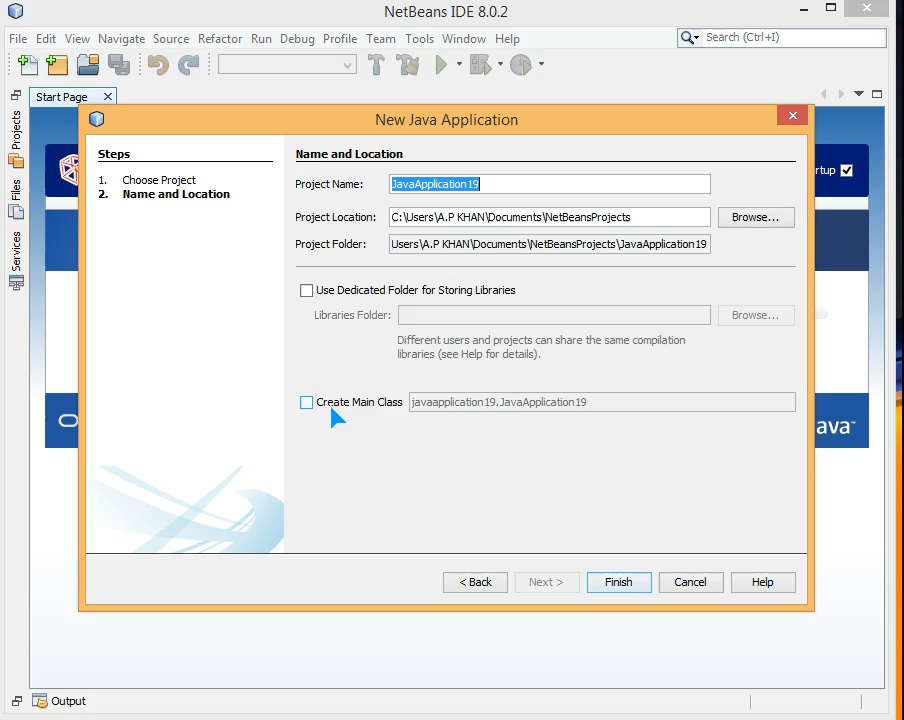 NetBeans IDE 8.0.2
File Edit View Navigate Source Refactor Run Debug Profile Team Tools Window Help
Search (Ctrl+I)
Start Page
Projects
Files
Services
New Java Application
Steps
1. Choose Project
2. Name and Location
Name and Location
Project Name: JavaApplication19
Project Location: C:\Users\A.P KHAN\Documents\NetBeansProjects Browse...
Project Folder: Users\A.P KHAN\Documents\NetBeansProjects\JavaApplication19
Use Dedicated Folder for Storing Libraries
Libraries Folder: Browse...
Different users and projects can share the same compilation
libraries (see Help for details).
Create Main Class javaapplication19.JavaApplication19
< Back Next > Finish Cancel Help
rtup
ava™
Output